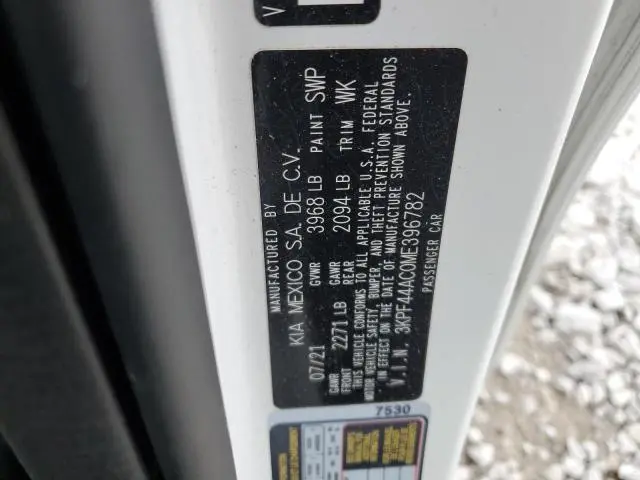 V
MANUFACTURED BY
KIA MEXICO S.A. DE C.V.
07/21 GVWR 3968 LB PAINT SWP
GAWR FRONT 2271 LB GAWR REAR 2094 LB TRIM WK
THIS VEHICLE CONFORMS TO ALL APPLICABLE U.S.A. FEDERAL
MOTOR VEHICLE SAFETY, BUMPER, AND THEFT PREVENTION STANDARDS
IN EFFECT ON THE DATE OF MANUFACTURE SHOWN ABOVE.
V.I.N. 3KPF44AC0ME396782
PASSENGER CAR
7530